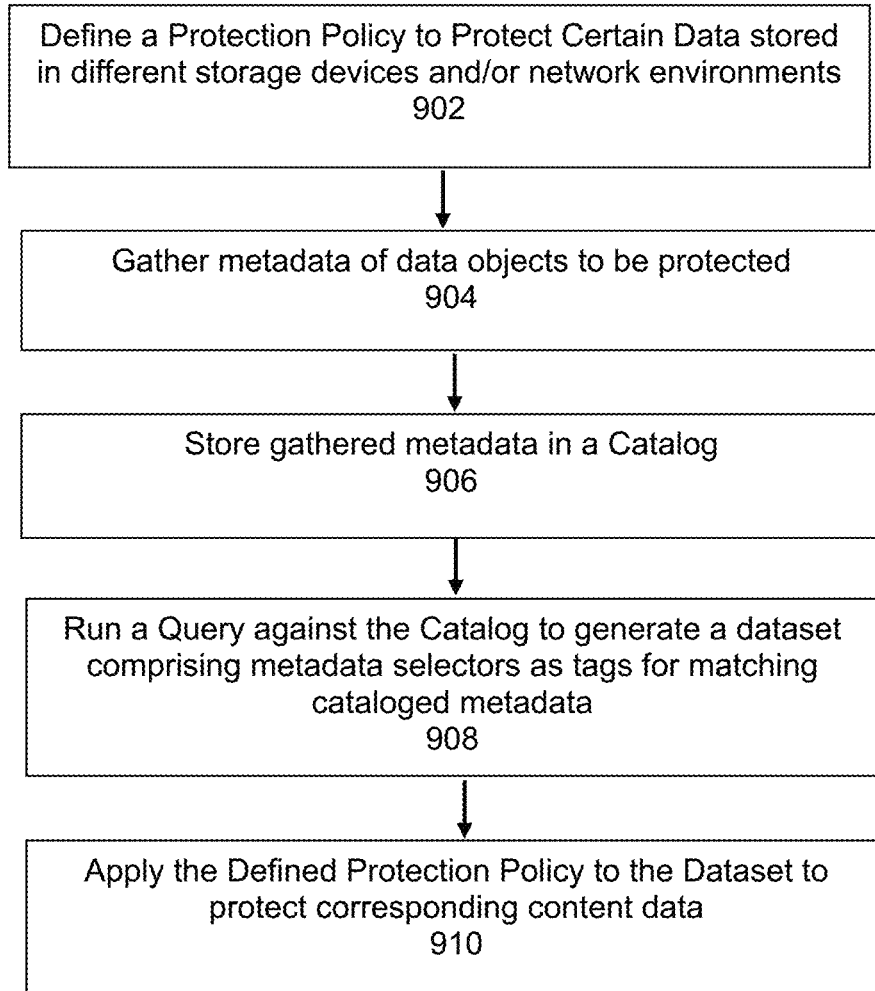 Define a Protection Policy to Protect Certain Data stored
in different storage devices and/or network environments
902
Gather metadata of data objects to be protected
904
Store gathered metadata in a Catalog
906
Run a Query against the Catalog to generate a dataset
comprising metadata selectors as tags for matching
cataloged metadata
908
Apply the Defined Protection Policy to the Dataset to
protect corresponding content data
910